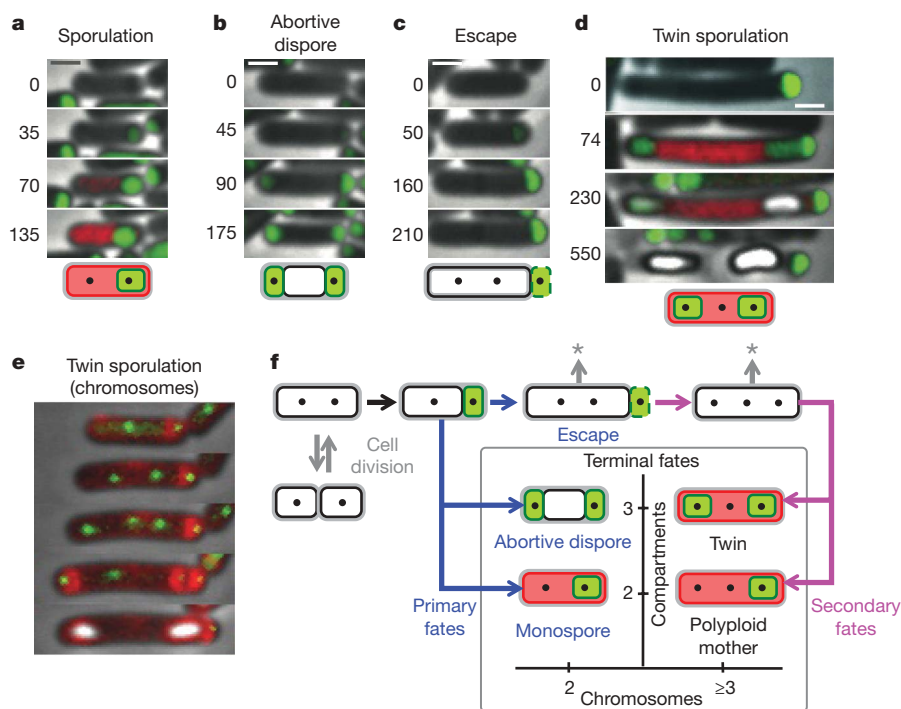 a
Sporulation
0
35
70
135
b
Abortive
dispore
0
45
90
175
c
Escape
0
50
160
210
d
Twin sporulation
0
74
230
550
e
Twin sporulation
(chromosomes)
f
*
*
Cell
division
Escape
Terminal fates
Abortive dispore
3
Twin
Compartments
Primary
fates
Monospore
2
Polyploid
mother
Secondary
fates
2
≥3
Chromosomes